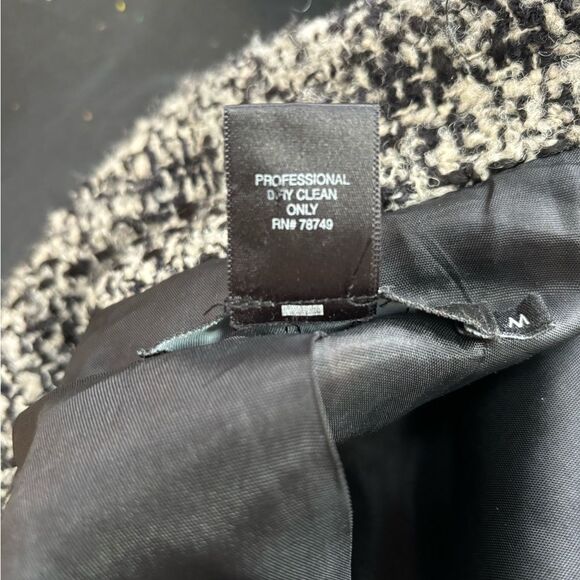 PROFESSIONAL
DRY CLEAN
ONLY
RN# 78749
M